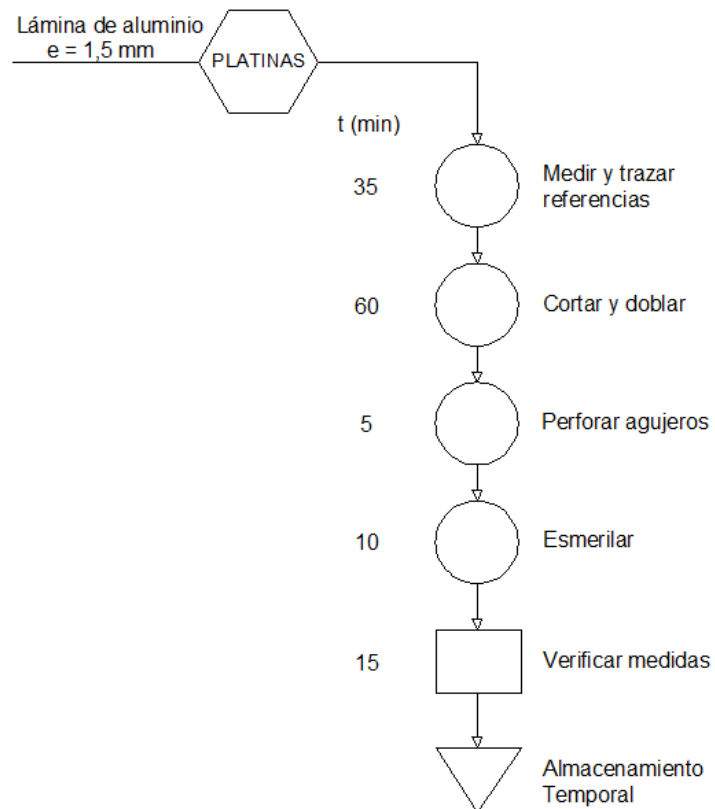 Lámina de aluminio
e = 1,5 mm
PLATINAS
t (min)
35
Medir y trazar
referencias
60
Cortar y doblar
5
Perforar agujeros
10
Esmerilar
15
Verificar medidas
Almacenamiento
Temporal